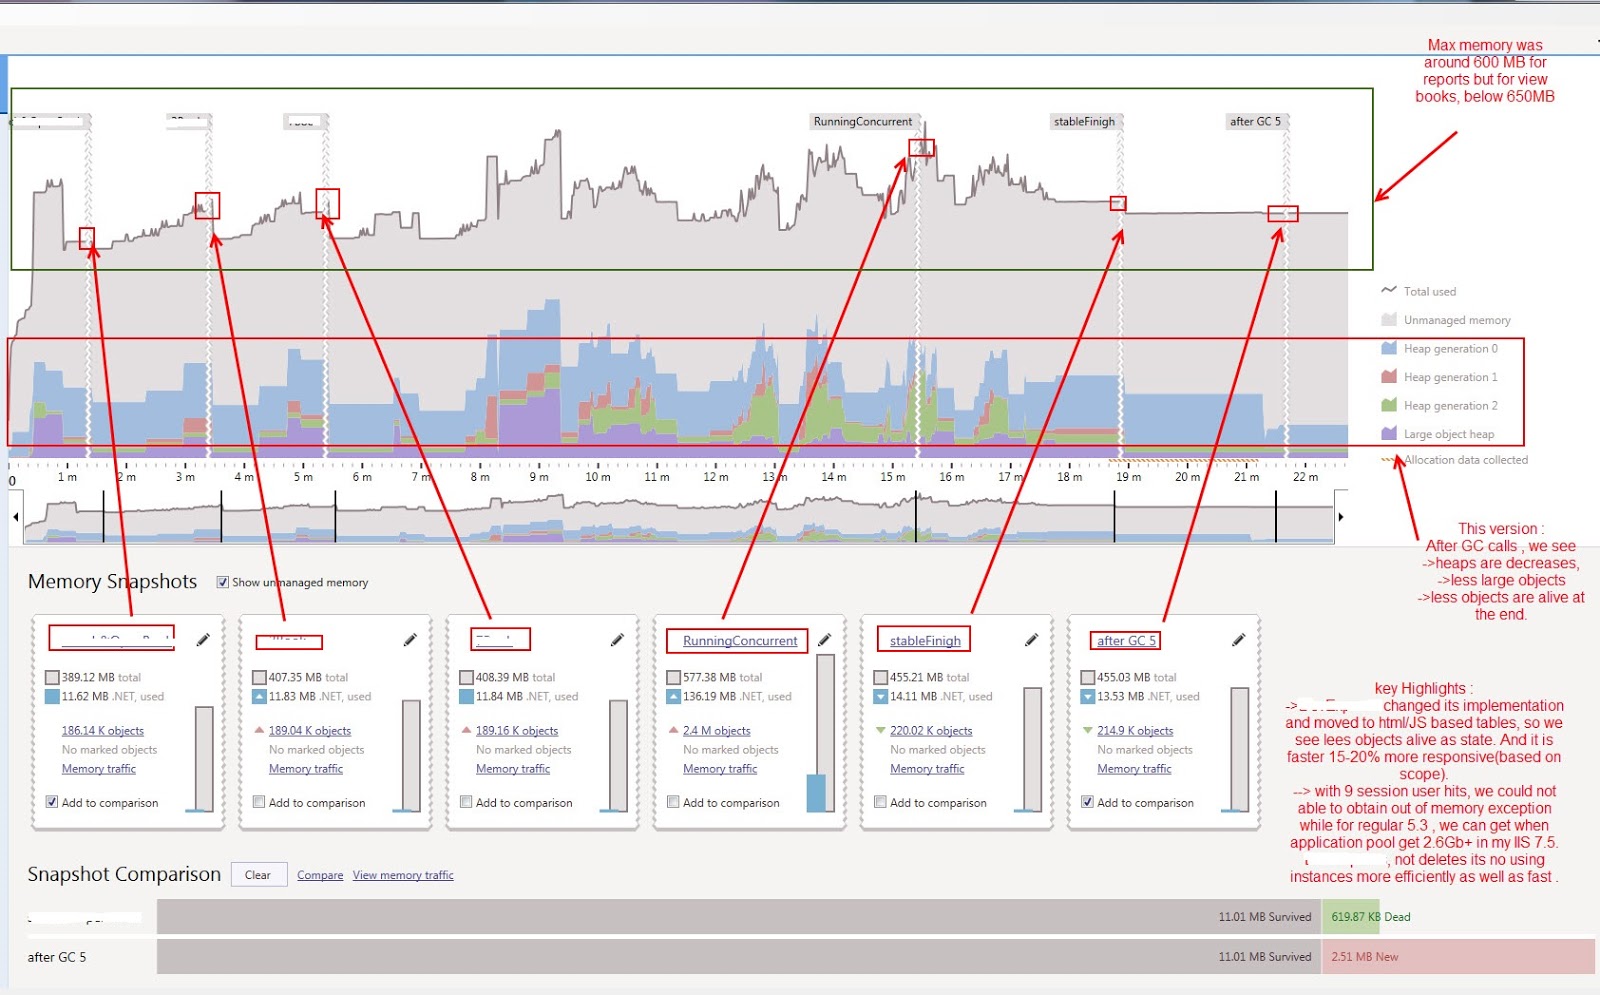 Max memory was
around 600 MB for
reports but for view
books, below 650MB
RunningConcurrent
stableFinigh
after GC 5
Total used
Unmanaged memory
Heap generation 0
Heap generation 1
Heap generation 2
Large object heap
Allocation data collected
0 1 m 2 m 3 m 4 m 5 m 6 m 7 m 8 m 9 m 10 m 11 m 12 m 13 m 14 m 15 m 16 m 17 m 18 m 19 m 20 m 21 m 22 m
This version :
After GC calls , we see
->heaps are decreases,
->less large objects
->less objects are alive at
the end.
Memory Snapshots Show unmanaged memory
389.12 MB total
11.62 MB .NET, used
186.14 K objects
No marked objects
Memory traffic
Add to comparison
407.35 MB total
11.83 MB .NET, used
189.04 K objects
No marked objects
Memory traffic
Add to comparison
408.39 MB total
11.84 MB .NET, used
189.16 K objects
No marked objects
Memory traffic
Add to comparison
RunningConcurrent
577.38 MB total
136.19 MB .NET, used
2.4 M objects
No marked objects
Memory traffic
Add to comparison
stableFinigh
455.21 MB total
14.11 MB .NET, used
220.02 K objects
No marked objects
Memory traffic
Add to comparison
after GC 5
455.03 MB total
13.53 MB .NET, used
214.9 K objects
No marked objects
Memory traffic
Add to comparison
key Highlights :
-> changed its implementation
and moved to html/JS based tables, so we
see lees objects alive as state. And it is
faster 15-20% more responsive(based on
scope).
--> with 9 session user hits, we could not
able to obtain out of memory exception
while for regular 5.3 , we can get when
application pool get 2.6Gb+ in my IIS 7.5.
, not deletes its no using
instances more efficiently as well as fast .
Snapshot Comparison Clear Compare View memory traffic
11.01 MB Survived 619.87 KB Dead
after GC 5 11.01 MB Survived 2.51 MB New